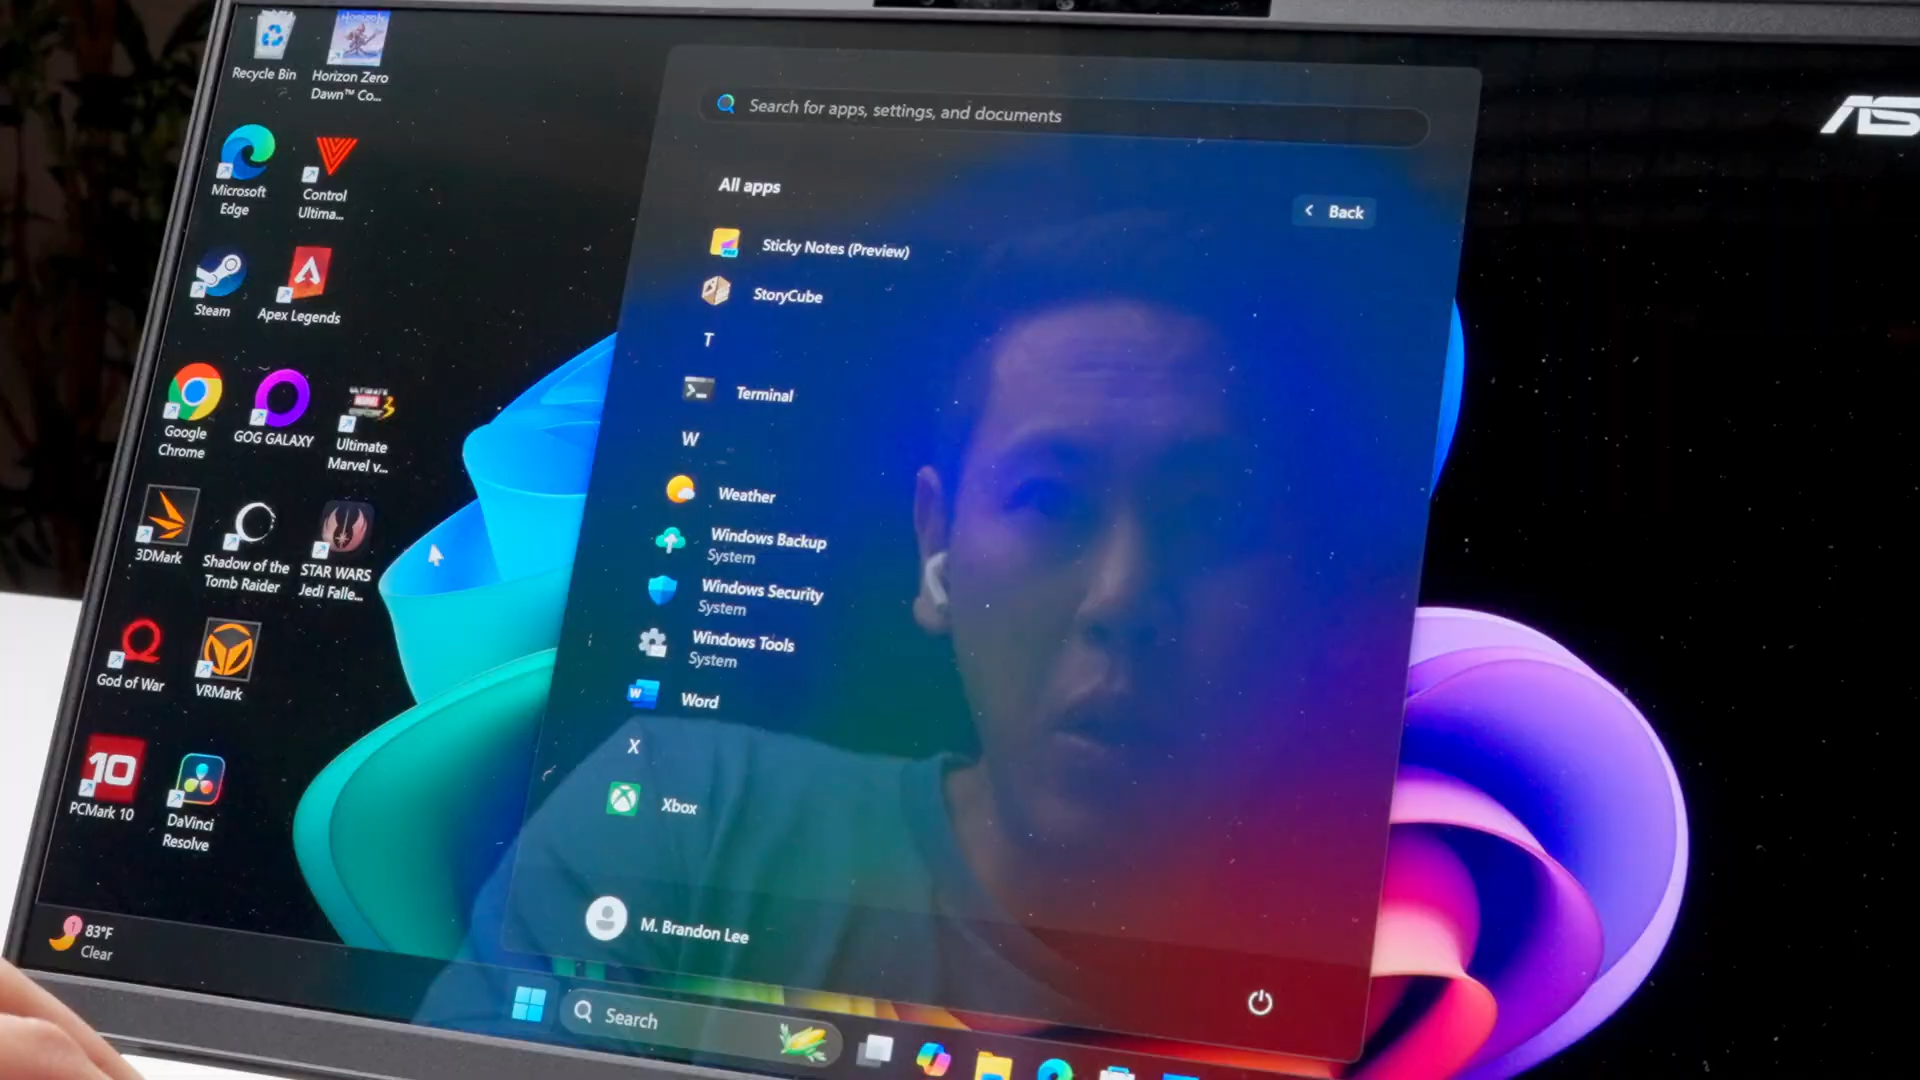 Recycle Bin
Horizon Zero
Dawn™ Co...
Microsoft
Edge
Control
Ultima...
Steam
Apex Legends
Google
Chrome
GOG GALAXY
Ultimate
Marvel v...
3DMark
Shadow of the
Tomb Raider
STAR WARS
Jedi Falle...
God of War
VRMark
10
PCMark 10
DaVinci
Resolve
83°F
Clear
Search for apps, settings, and documents
All apps
Back
Sticky Notes (Preview)
StoryCube
T
Terminal
W
Weather
Windows Backup
System
Windows Security
System
Windows Tools
System
Word
X
Xbox
M. Brandon Lee
Search